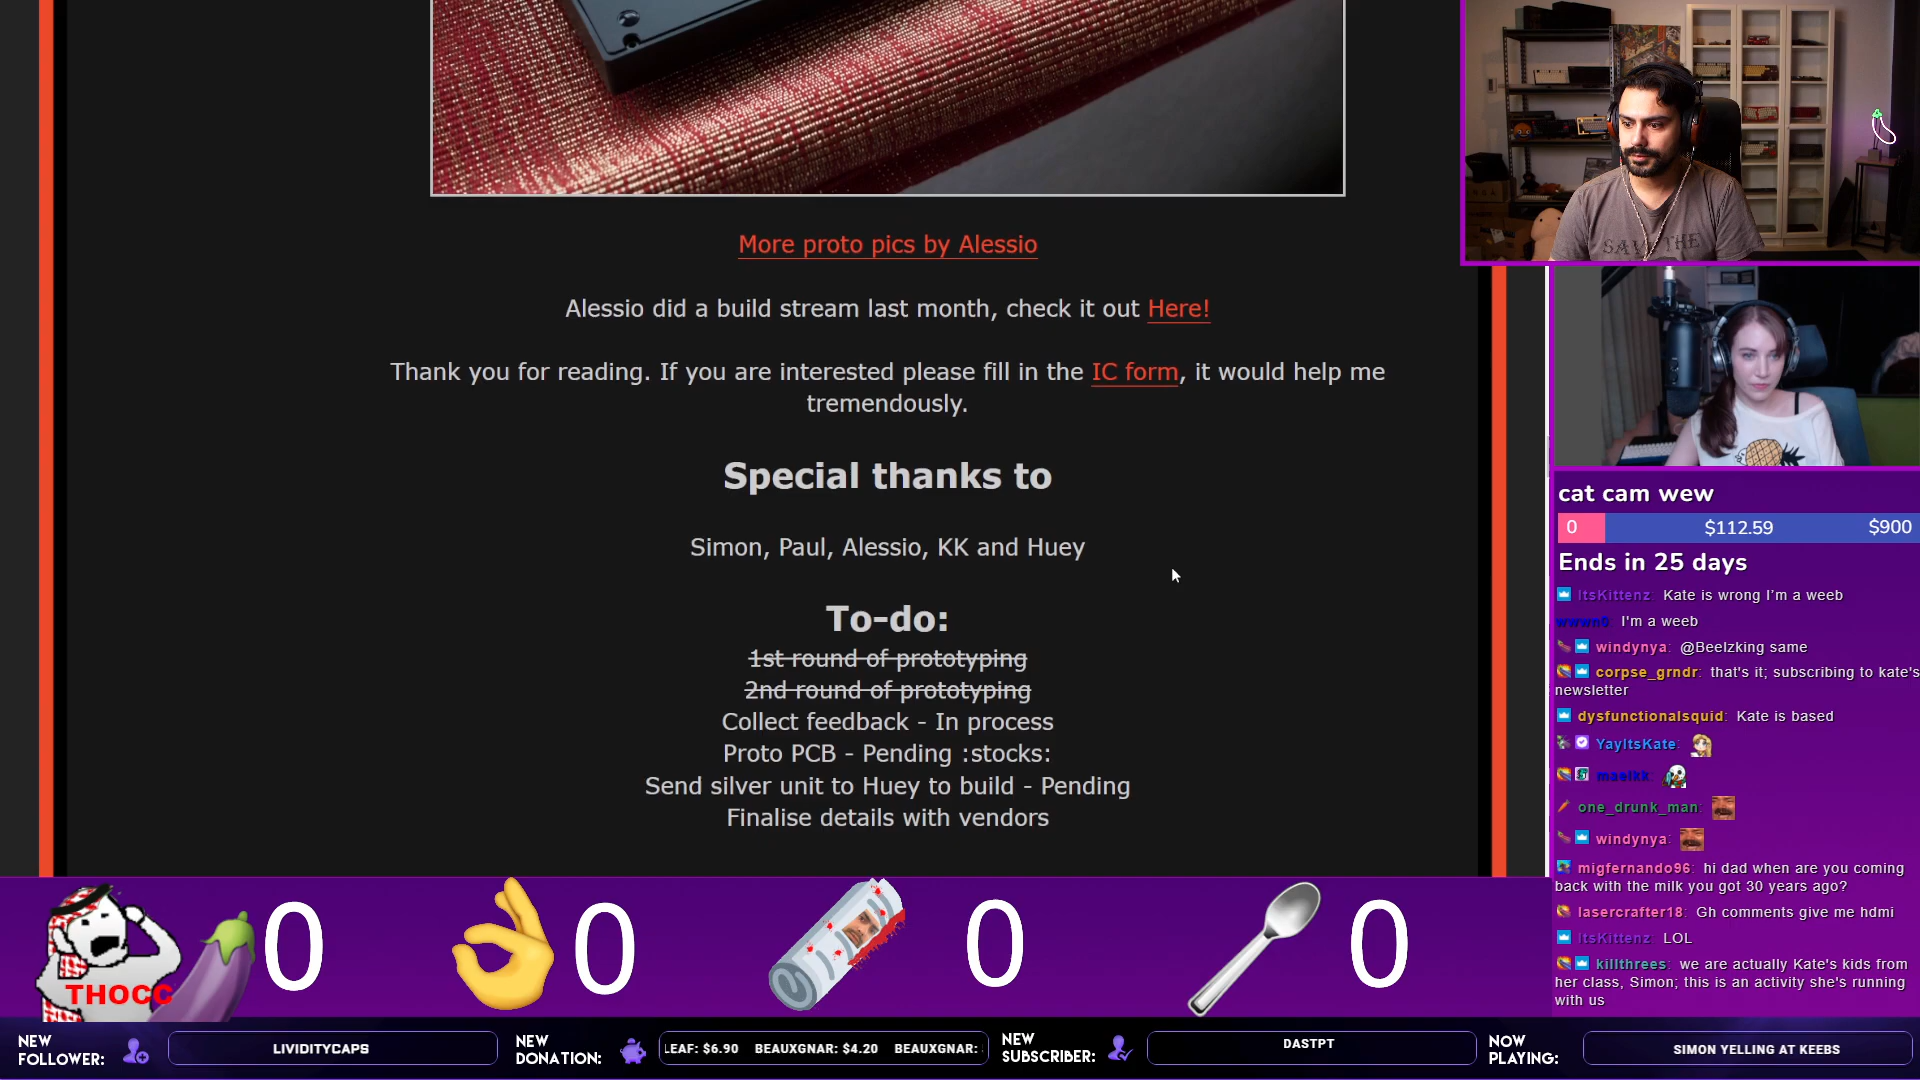 More proto pics by Alessio
Alessio did a build stream last month, check it out Here!
Thank you for reading. If you are interested please fill in the IC form, it would help me
tremendously.
Special thanks to
Simon, Paul, Alessio, KK and Huey
To-do:
1st round of prototyping
2nd round of prototyping
Collect feedback - In process
Proto PCB - Pending :stocks:
Send silver unit to Huey to build - Pending
Finalise details with vendors
SAVE THE
cat cam wew
0 $112.59 $900
Ends in 25 days
ItsKittenz: Kate is wrong I'm a weeb
wwwn0: I'm a weeb
windynya: @Beelzking same
corpse_grndr: that's it; subscribing to kate's
newsletter
dysfunctionalsquid: Kate is based
YayItsKate:
maelkk:
one_drunk_man:
windynya:
migfernando96: hi dad when are you coming
back with the milk you got 30 years ago?
lasercrafter18: Gh comments give me hdmi
ItsKittenz: LOL
killthrees: we are actually Kate's kids from
her class, Simon; this is an activity she's running
with us
THOCC 0 0 0 0
NEW
FOLLOWER:
LIVIDITYCAPS
NEW
DONATION:
LEAF: $6.90 BEAUXGNAR: $4.20 BEAUXGNAR:
NEW
SUBSCRIBER:
DASTPT
NOW
PLAYING:
SIMON YELLING AT KEEBS